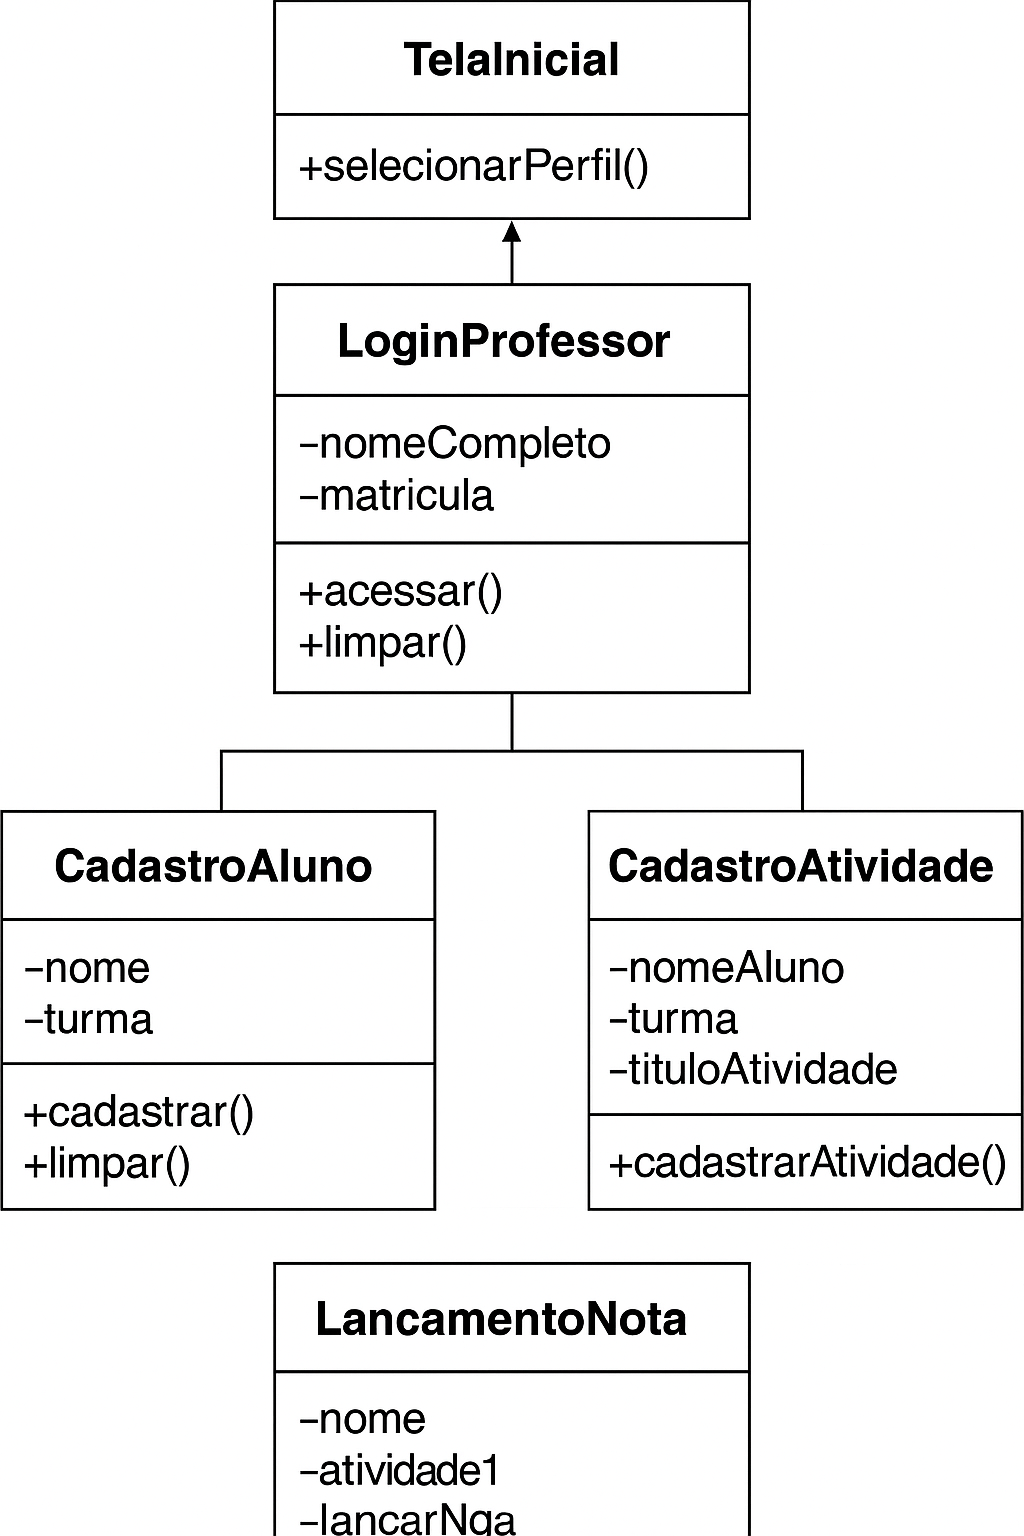 TelaInicial
+selecionarPerfil()
LoginProfessor
–nomeCompleto
–matricula
+acessar()
+limpar()
CadastroAluno
–nome
–turma
+cadastrar()
+limpar()
CadastroAtividade
–nomeAluno
–turma
–tituloAtividade
+cadastrarAtividade()
LancamentoNota
–nome
–atividade1
–lancarNga